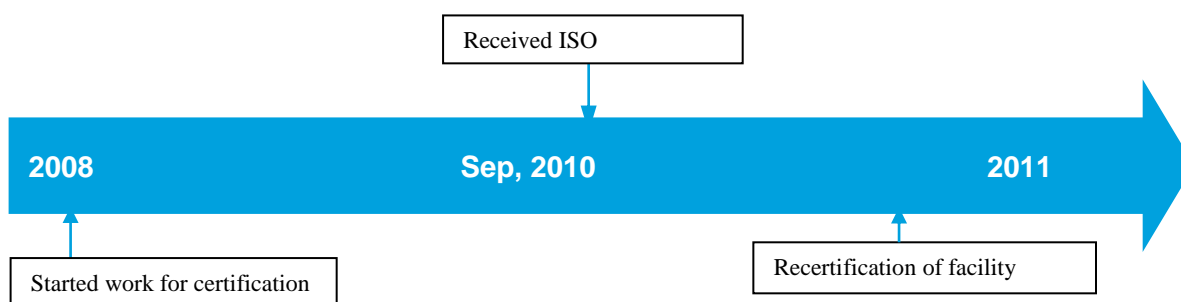 Received ISO
2008
Sep, 2010
2011
Started work for certification
Recertification of facility